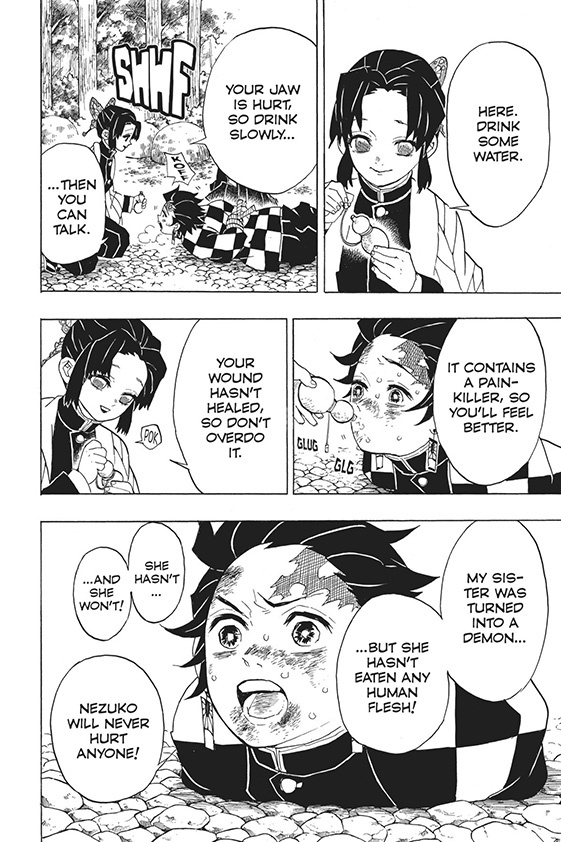 HERE.
DRINK
SOME
WATER.
YOUR JAW
IS HURT,
SO DRINK
SLOWLY...
SHWF
KOFF
...THEN
YOU
CAN
TALK.
IT CONTAINS
A PAIN-
KILLER, SO
YOU'LL FEEL
BETTER.
GLUG
GLG
YOUR
WOUND
HASN'T
HEALED,
SO DON'T
OVERDO
IT.
POK
MY SIS-
TER WAS
TURNED
INTO A
DEMON...
...BUT SHE
HASN'T
EATEN ANY
HUMAN
FLESH!
SHE
HASN'T
...
...AND
SHE
WON'T!
NEZUKO
WILL NEVER
HURT
ANYONE!